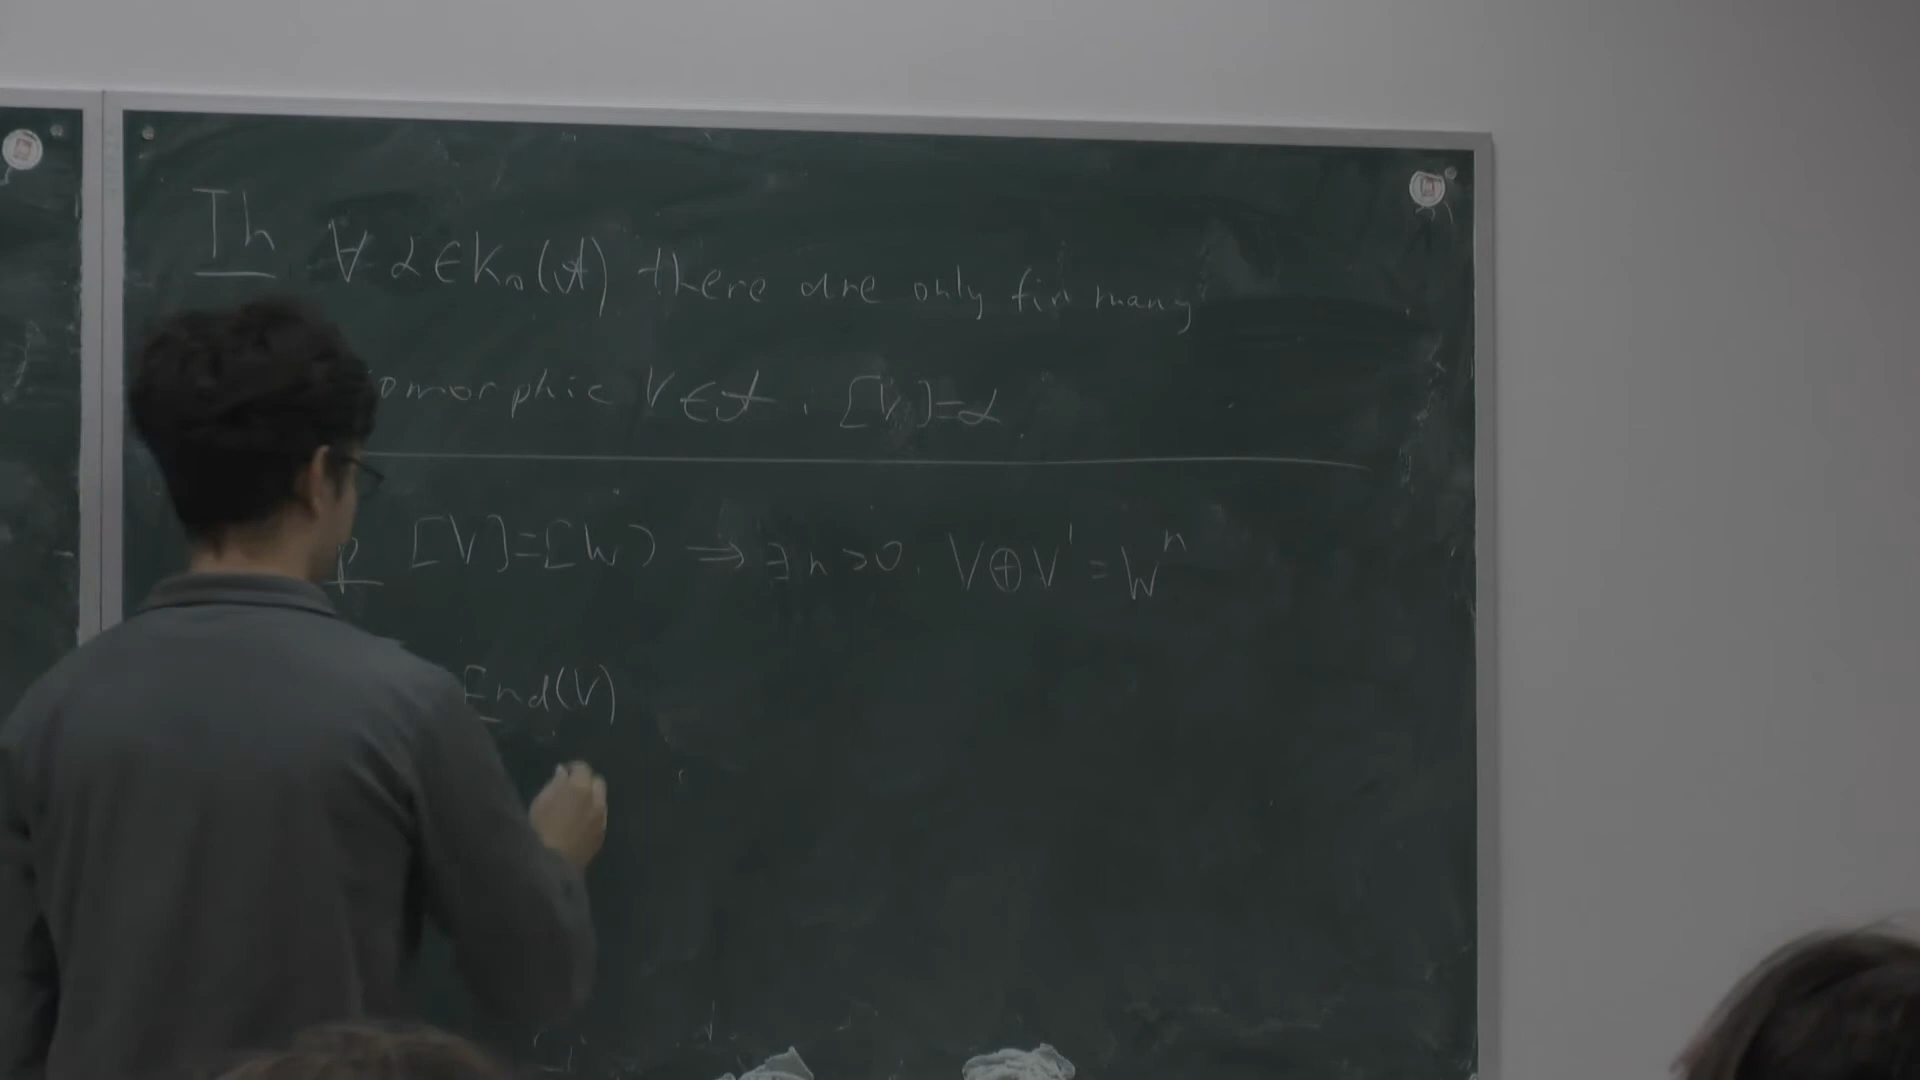 Th ∀ α ∈ K₀(𝒜) there are only fin many
omorphic V ∈ 𝒜 , [V] = α
p [V] = [W] ⇒ ∃ n > 0 . V ⊕ V' = Wⁿ
End(V)